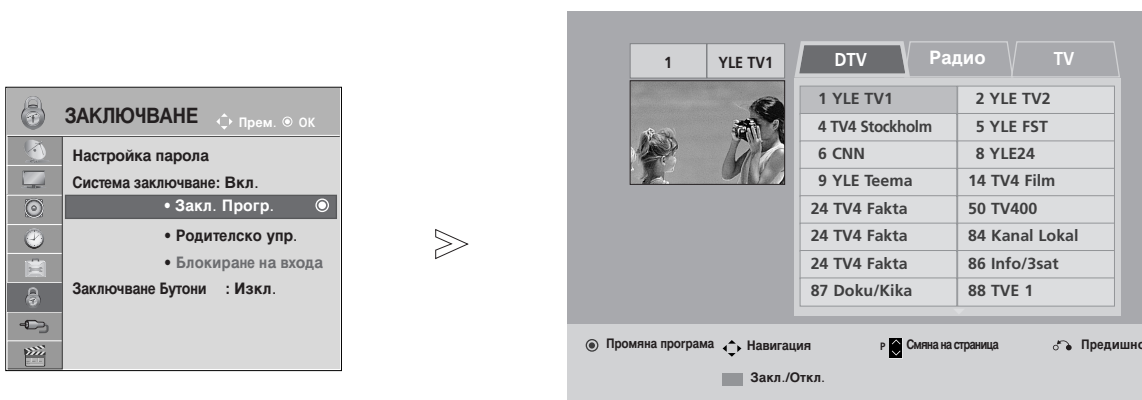 ЗАКЛЮЧВАНЕ Прем. ОК
Настройка парола
Система заключване: Вкл.
• Закл. Прогр.
• Родителско упр.
• Блокиране на входа
Заключване Бутони : Изкл.
1 YLE TV1
DTV Радио TV
1 YLE TV1 2 YLE TV2
4 TV4 Stockholm 5 YLE FST
6 CNN 8 YLE24
9 YLE Teema 14 TV4 Film
24 TV4 Fakta 50 TV400
24 TV4 Fakta 84 Kanal Lokal
24 TV4 Fakta 86 Info/3sat
87 Doku/Kika 88 TVE 1
Промяна програма Навигация P Смяна на страница Предишно
Закл./Откл.